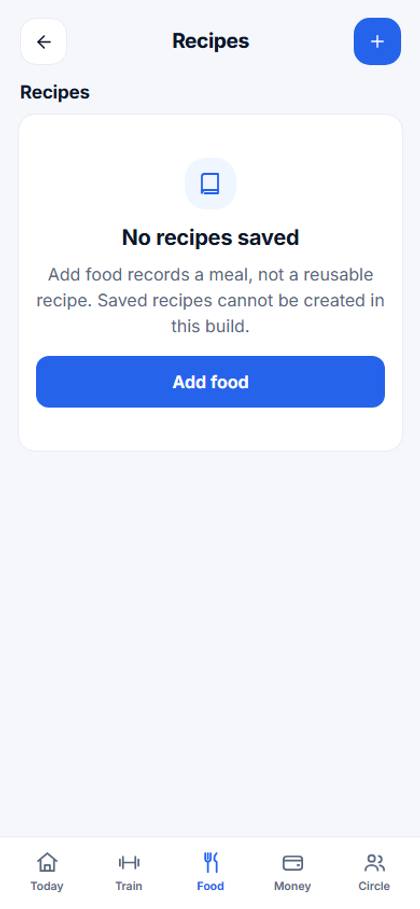 Recipes
Recipes
No recipes saved
Add food records a meal, not a reusable
recipe. Saved recipes cannot be created in
this build.
Add food
Today
Train
Food
Money
Circle